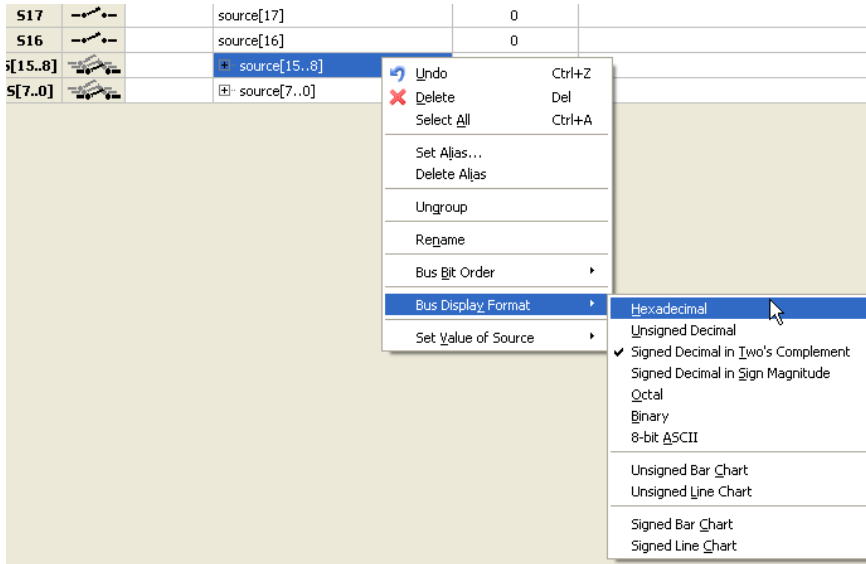 S17 source[17] 0
S16 source[16] 0
S[15..8] source[15..8]
S[7..0] source[7..0]
Undo Ctrl+Z
Delete Del
Select All Ctrl+A
Set Alias...
Delete Alias
Ungroup
Rename
Bus Bit Order
Bus Display Format
Set Value of Source
Hexadecimal
Unsigned Decimal
Signed Decimal in Two's Complement
Signed Decimal in Sign Magnitude
Octal
Binary
8-bit ASCII
Unsigned Bar Chart
Unsigned Line Chart
Signed Bar Chart
Signed Line Chart